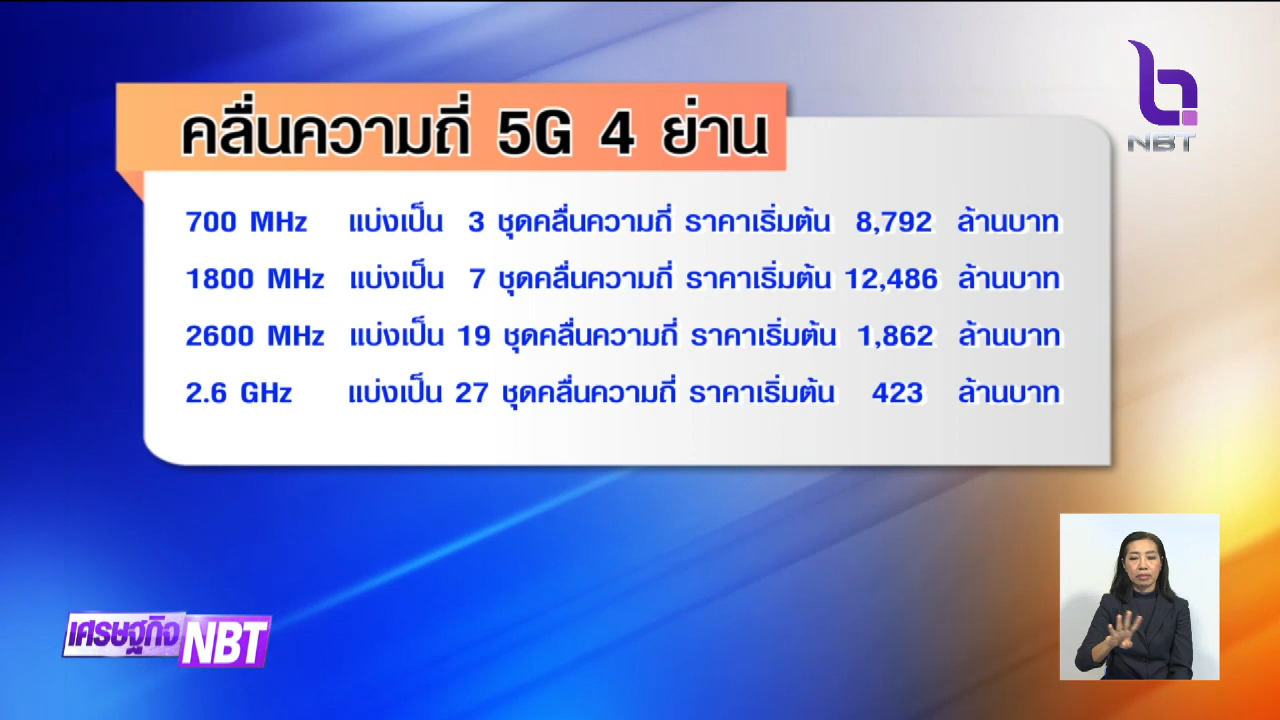 คลื่นความถี่ 5G 4 ย่าน
NBT
700 MHz แบ่งเป็น 3 ชุดคลื่นความถี่ ราคาเริ่มต้น 8,792 ล้านบาท
1800 MHz แบ่งเป็น 7 ชุดคลื่นความถี่ ราคาเริ่มต้น 12,486 ล้านบาท
2600 MHz แบ่งเป็น 19 ชุดคลื่นความถี่ ราคาเริ่มต้น 1,862 ล้านบาท
2.6 GHz แบ่งเป็น 27 ชุดคลื่นความถี่ ราคาเริ่มต้น 423 ล้านบาท
เศรษฐกิจ NBT